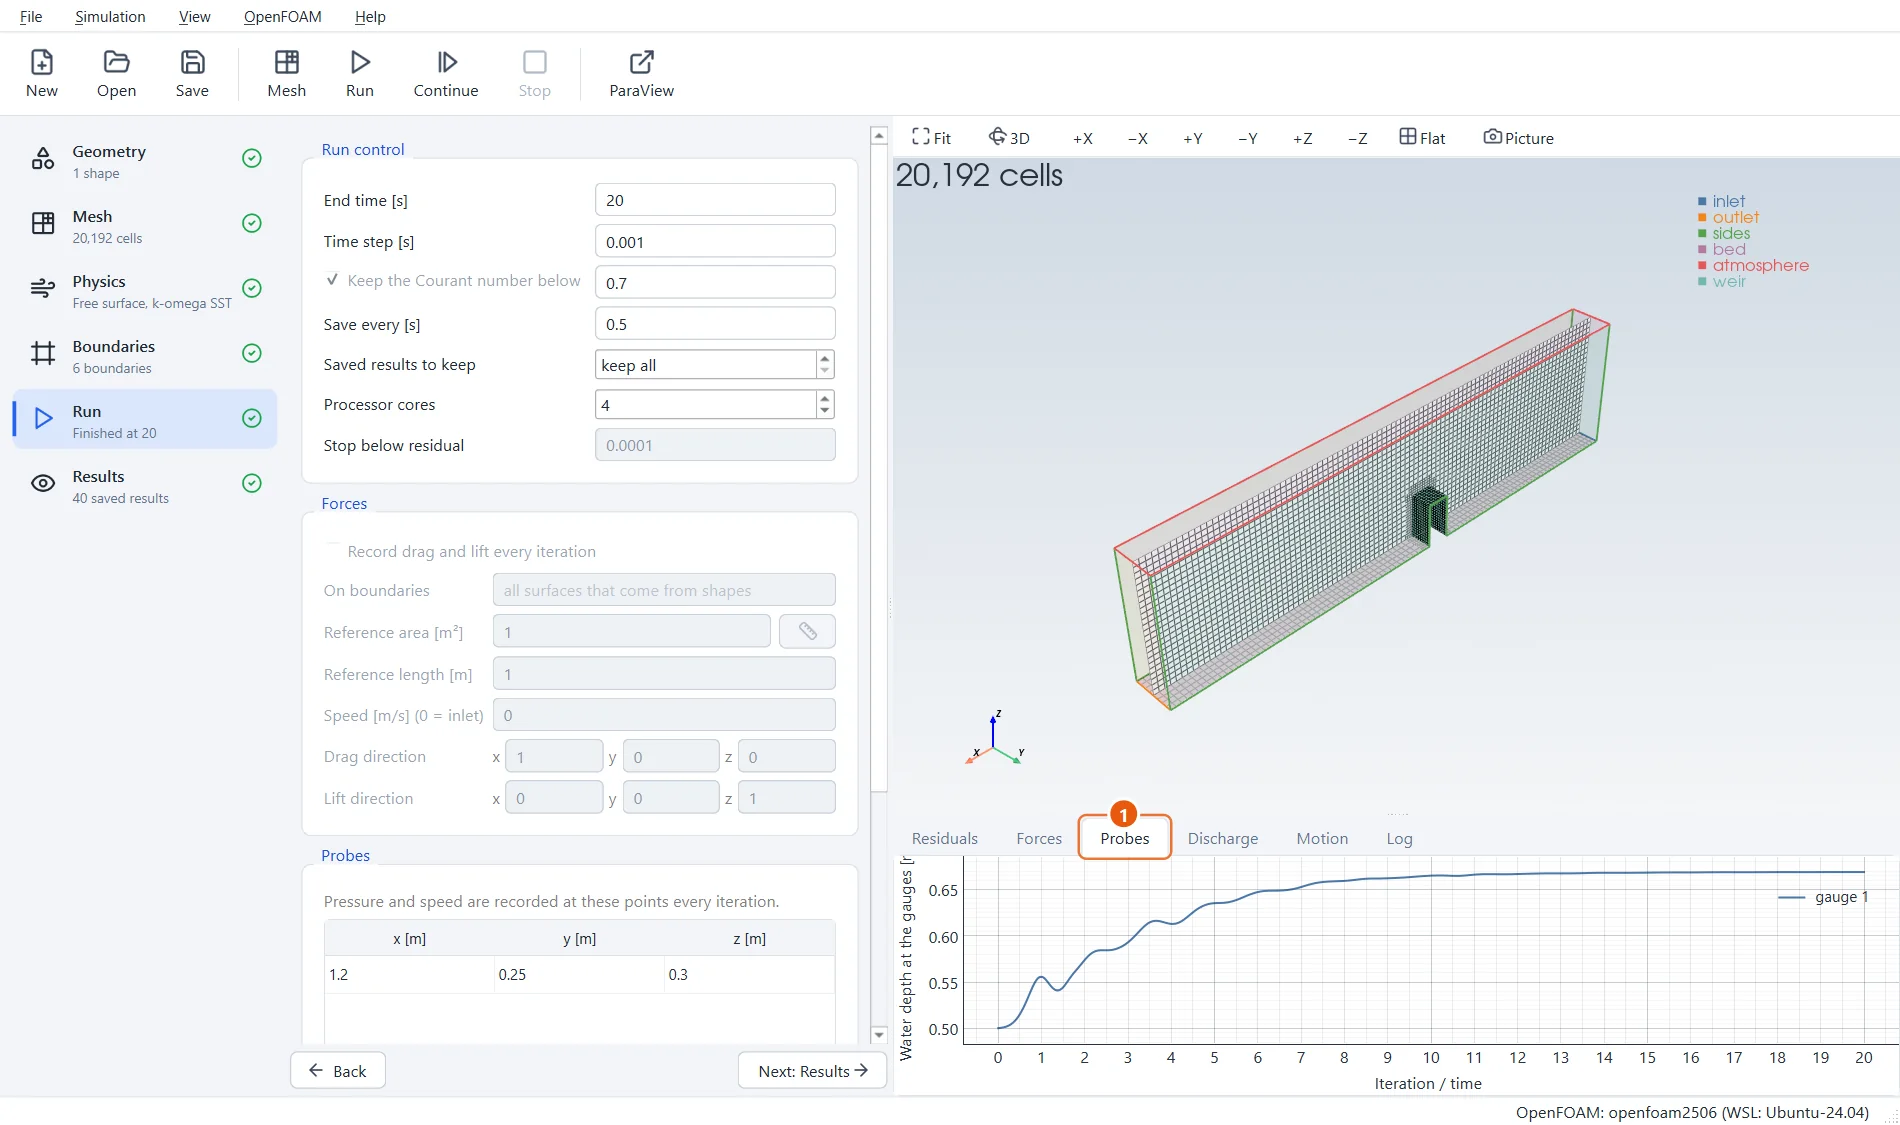 File Simulation View OpenFOAM Help
New Open Save Mesh Run Continue Stop ParaView
Geometry
1 shape
Mesh
20,192 cells
Physics
Free surface, k-omega SST
Boundaries
6 boundaries
Run
Finished at 20
Results
40 saved results
Run control
End time [s] 20
Time step [s] 0.001
Keep the Courant number below 0.7
Save every [s] 0.5
Saved results to keep keep all
Processor cores 4
Stop below residual 0.0001
Forces
Record drag and lift every iteration
On boundaries all surfaces that come from shapes
Reference area [m²] 1
Reference length [m] 1
Speed [m/s] (0 = inlet) 0
Drag direction x 1 y 0 z 0
Lift direction x 0 y 0 z 1
Probes
Pressure and speed are recorded at these points every iteration.
x [m] y [m] z [m]
1.2 0.25 0.3
Back Next: Results
Fit 3D +X −X +Y −Y +Z −Z Flat Picture
20,192 cells
inlet
outlet
sides
bed
atmosphere
weir
Z
X Y
1
Residuals Forces Probes Discharge Motion Log
Water depth at the gauges [
0.65
0.60
0.55
0.50
gauge 1
0 1 2 3 4 5 6 7 8 9 10 11 12 13 14 15 16 17 18 19 20
Iteration / time
OpenFOAM: openfoam2506 (WSL: Ubuntu-24.04)